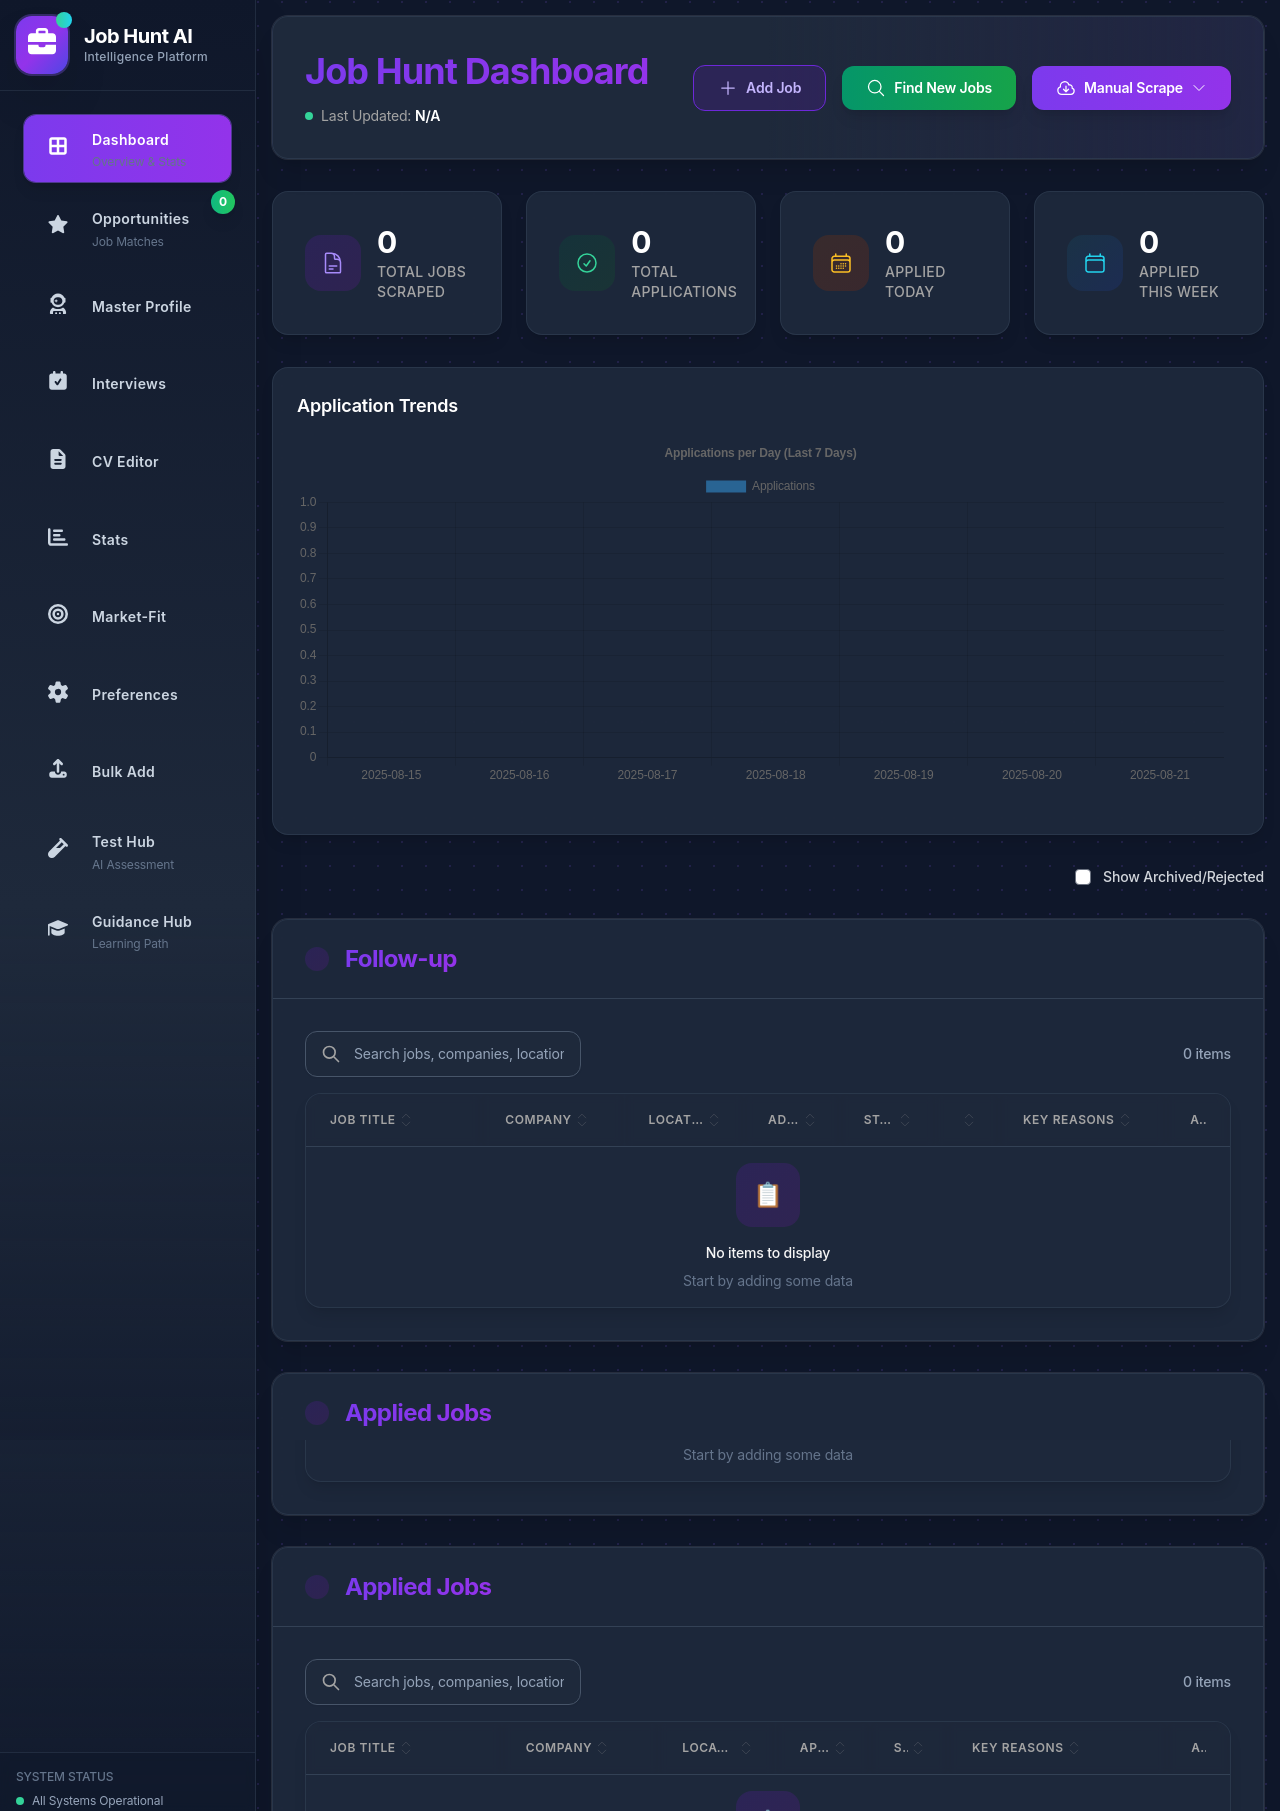 Job Hunt AI
Intelligence Platform
Dashboard
Overview & Stats
0
Opportunities
Job Matches
Master Profile
Interviews
CV Editor
Stats
Market-Fit
Preferences
Bulk Add
Test Hub
AI Assessment
Guidance Hub
Learning Path
SYSTEM STATUS
All Systems Operational
Job Hunt Dashboard
Last Updated: N/A
Add Job
Find New Jobs
Manual Scrape
0
TOTAL JOBS
SCRAPED
0
TOTAL
APPLICATIONS
0
APPLIED
TODAY
0
APPLIED
THIS WEEK
Application Trends
Applications per Day (Last 7 Days)
Applications
1.0
0.9
0.8
0.7
0.6
0.5
0.4
0.3
0.2
0.1
0
2025-08-15 2025-08-16 2025-08-17 2025-08-18 2025-08-19 2025-08-20 2025-08-21
Show Archived/Rejected
Follow-up
Search jobs, companies, location
0 items
JOB TITLE COMPANY LOCAT... AD... ST... KEY REASONS A..
No items to display
Start by adding some data
Applied Jobs
Start by adding some data
Applied Jobs
Search jobs, companies, location
0 items
JOB TITLE COMPANY LOCA... AP... S.. KEY REASONS A..